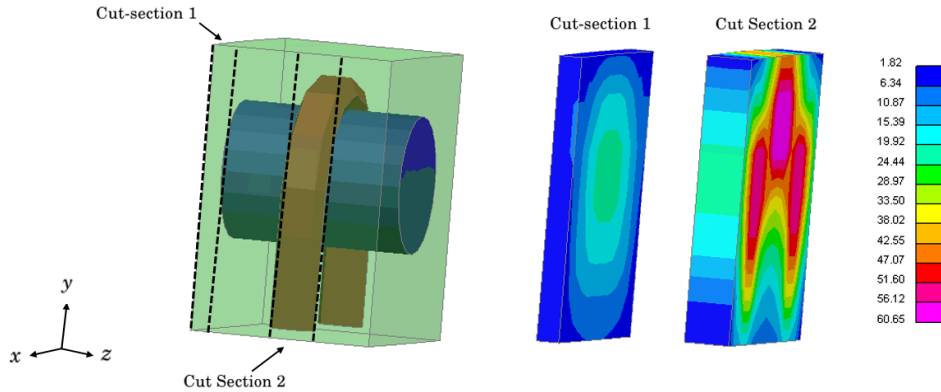 Cut-section 1
Cut-section 1
Cut Section 2
1.82
6.34
10.87
15.39
19.92
24.44
28.97
33.50
38.02
42.55
47.07
51.60
56.12
60.65
y
x
z
Cut Section 2